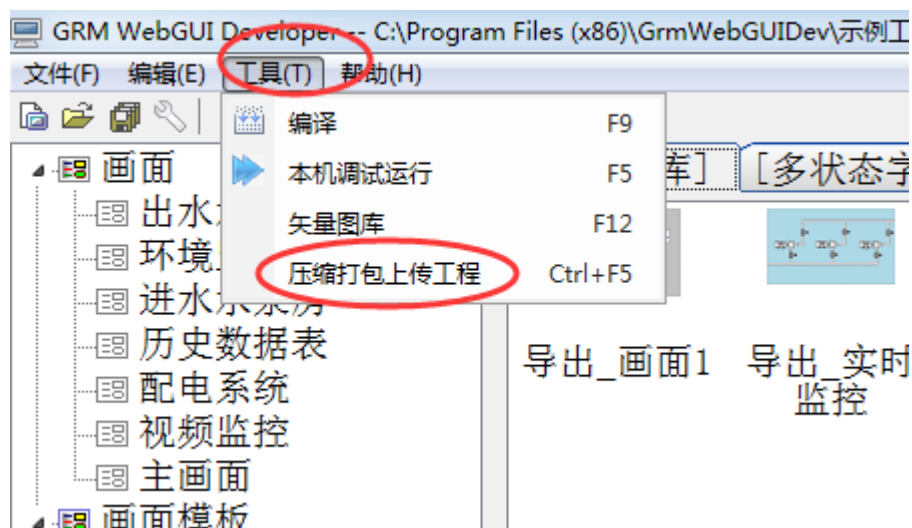 GRM WebGUI Developer -- C:\Program Files (x86)\GrmWebGUIDev\示例工
文件(F) 编辑(E) 工具(T) 帮助(H)
编译 F9
本机调试运行 F5
矢量图库 F12
压缩打包上传工程 Ctrl+F5
画面
出水
环境
进水水泵房
历史数据表
配电系统
视频监控
主画面
画面模板
库] [多状态字
导出_画面1 导出_实时
监控